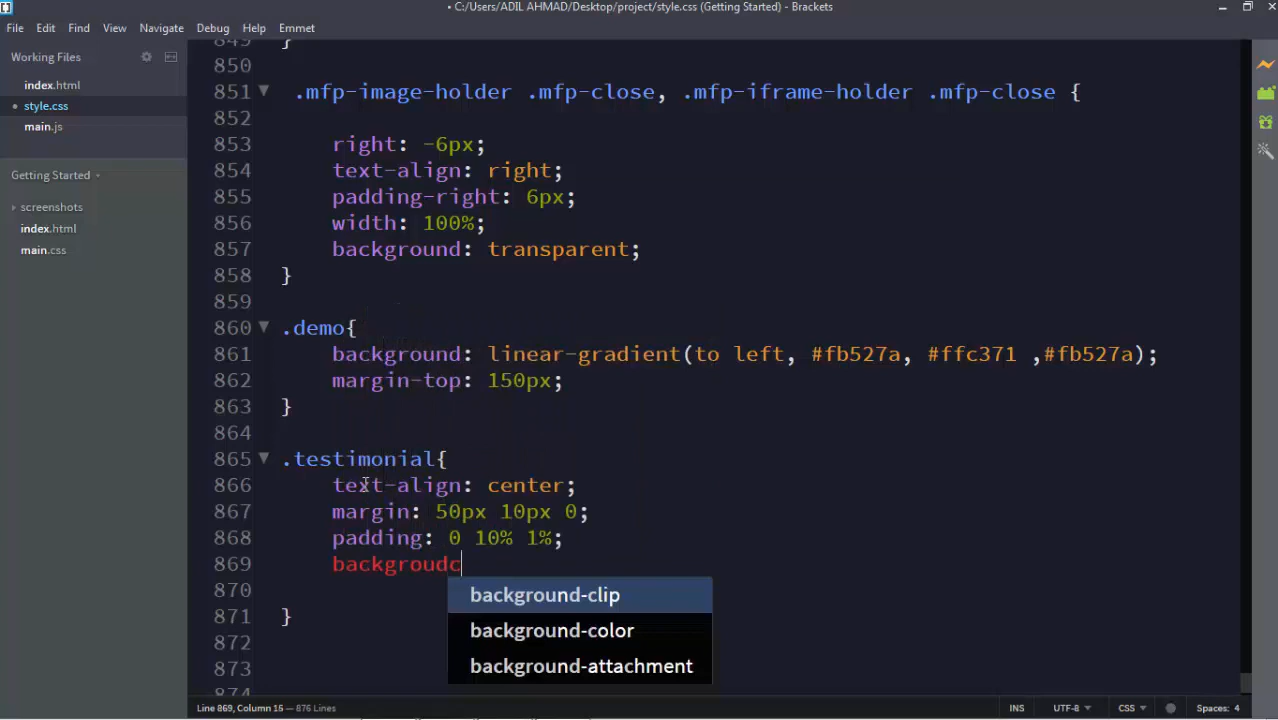 • C:/Users/ADIL AHMAD/Desktop/project/style.css (Getting Started) - Brackets
File Edit Find View Navigate Debug Help Emmet
Working Files
index.html
style.css
main.js
Getting Started
screenshots
index.html
main.css
849 }
850
851 .mfp-image-holder .mfp-close, .mfp-iframe-holder .mfp-close {
852
853 right: -6px;
854 text-align: right;
855 padding-right: 6px;
856 width: 100%;
857 background: transparent;
858 }
859
860 .demo{
861 background: linear-gradient(to left, #fb527a, #ffc371 ,#fb527a);
862 margin-top: 150px;
863 }
864
865 .testimonial{
866 text-align: center;
867 margin: 50px 10px 0;
868 padding: 0 10% 1%;
869 backgroudc
background-clip
870
background-color
871 }
background-attachment
872
873
874
Line 869, Column 15 — 876 Lines
INS UTF-8 CSS Spaces: 4